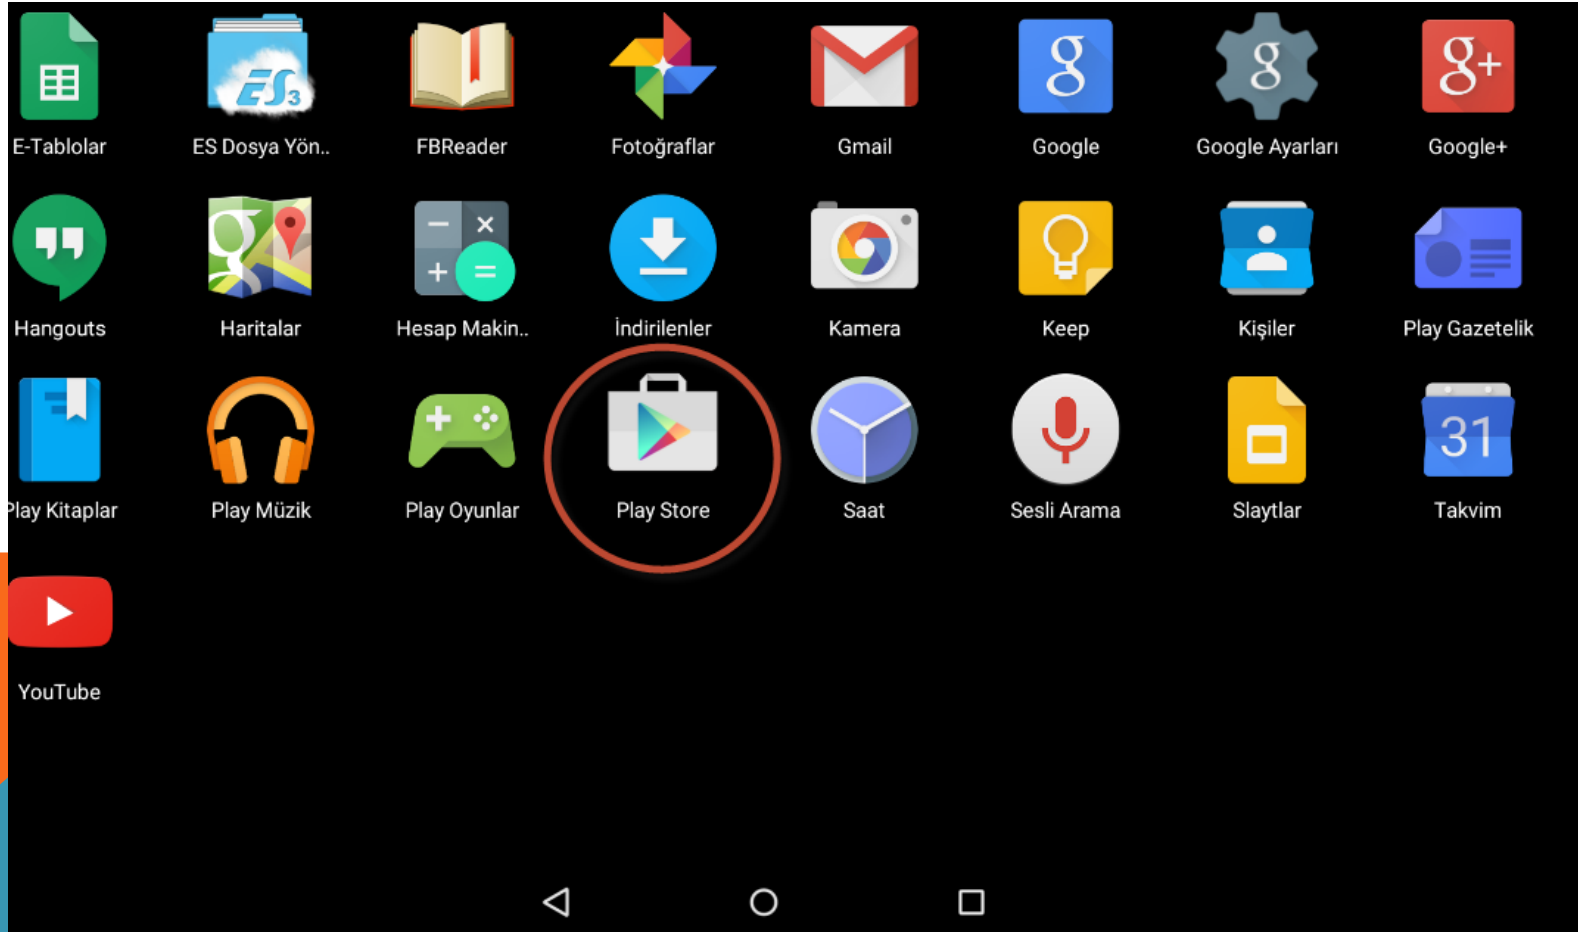 E-Tablolar ES Dosya Yön.. FBReader Fotoğraflar Gmail Google Google Ayarları Google+
Hangouts Haritalar Hesap Makin.. İndirilenler Kamera Keep Kişiler Play Gazetelik
Play Kitaplar Play Müzik Play Oyunlar Play Store Saat Sesli Arama Slaytlar Takvim
YouTube